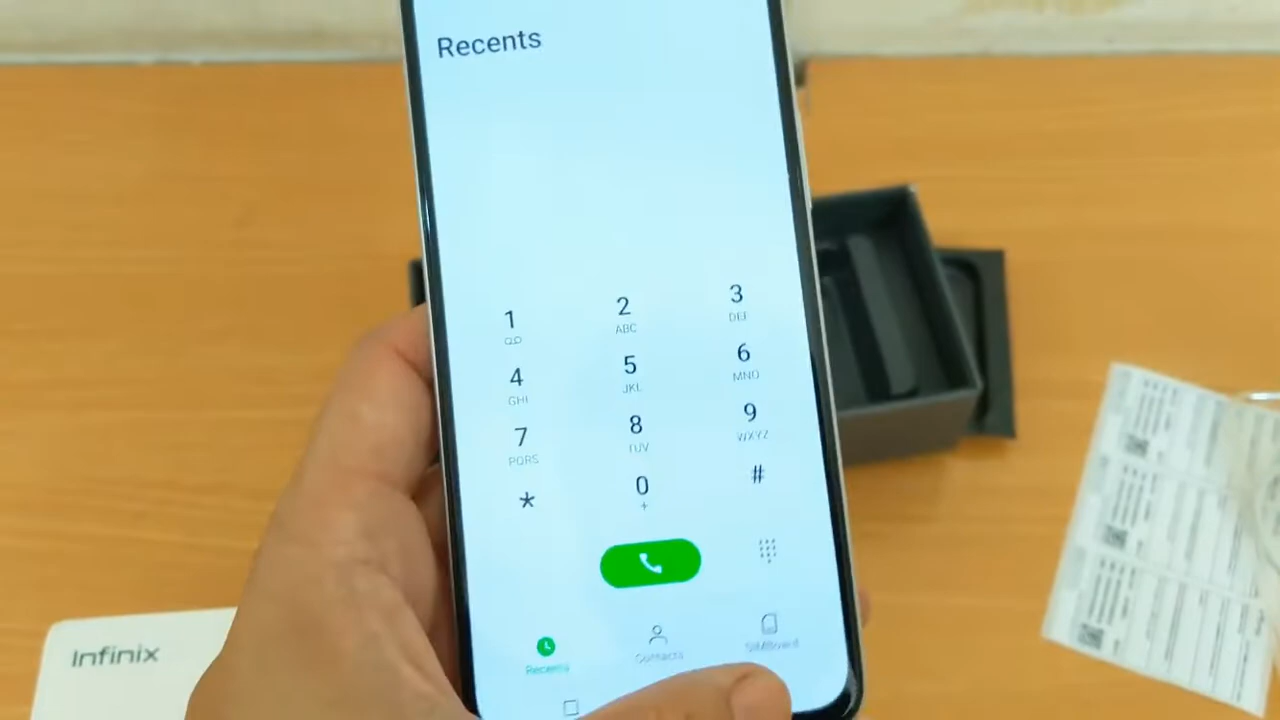 Recents
1 2 3
ABC DEF
4 5 6
GHI JKL MNO
7 8 9
PQRS TUV WXYZ
* 0 #
+
Recents Contacts SIMBoard
Infinix